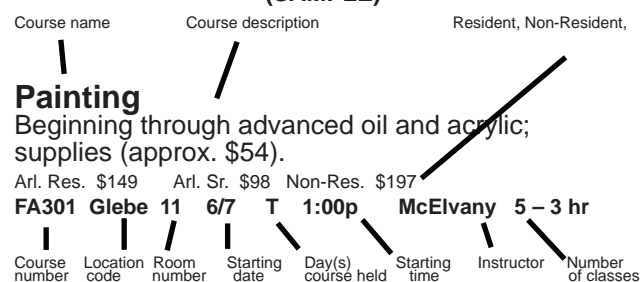 Course name Course description Resident, Non-Resident,
Painting
Beginning through advanced oil and acrylic;
supplies (approx. $54).
Arl. Res. $149 Arl. Sr. $98 Non-Res. $197
FA301 Glebe 11 6/7 T 1:00p McElvany 5 – 3 hr
Course Location Room Starting Day(s) Starting Instructor Number
number code number date course held time of classes